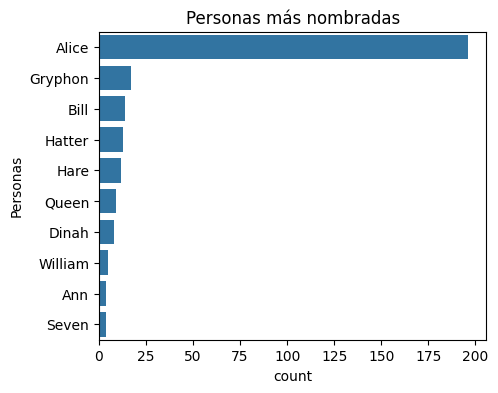 Personas más nombradas
Personas
Alice
Gryphon
Bill
Hatter
Hare
Queen
Dinah
William
Ann
Seven
0 25 50 75 100 125 150 175 200
count